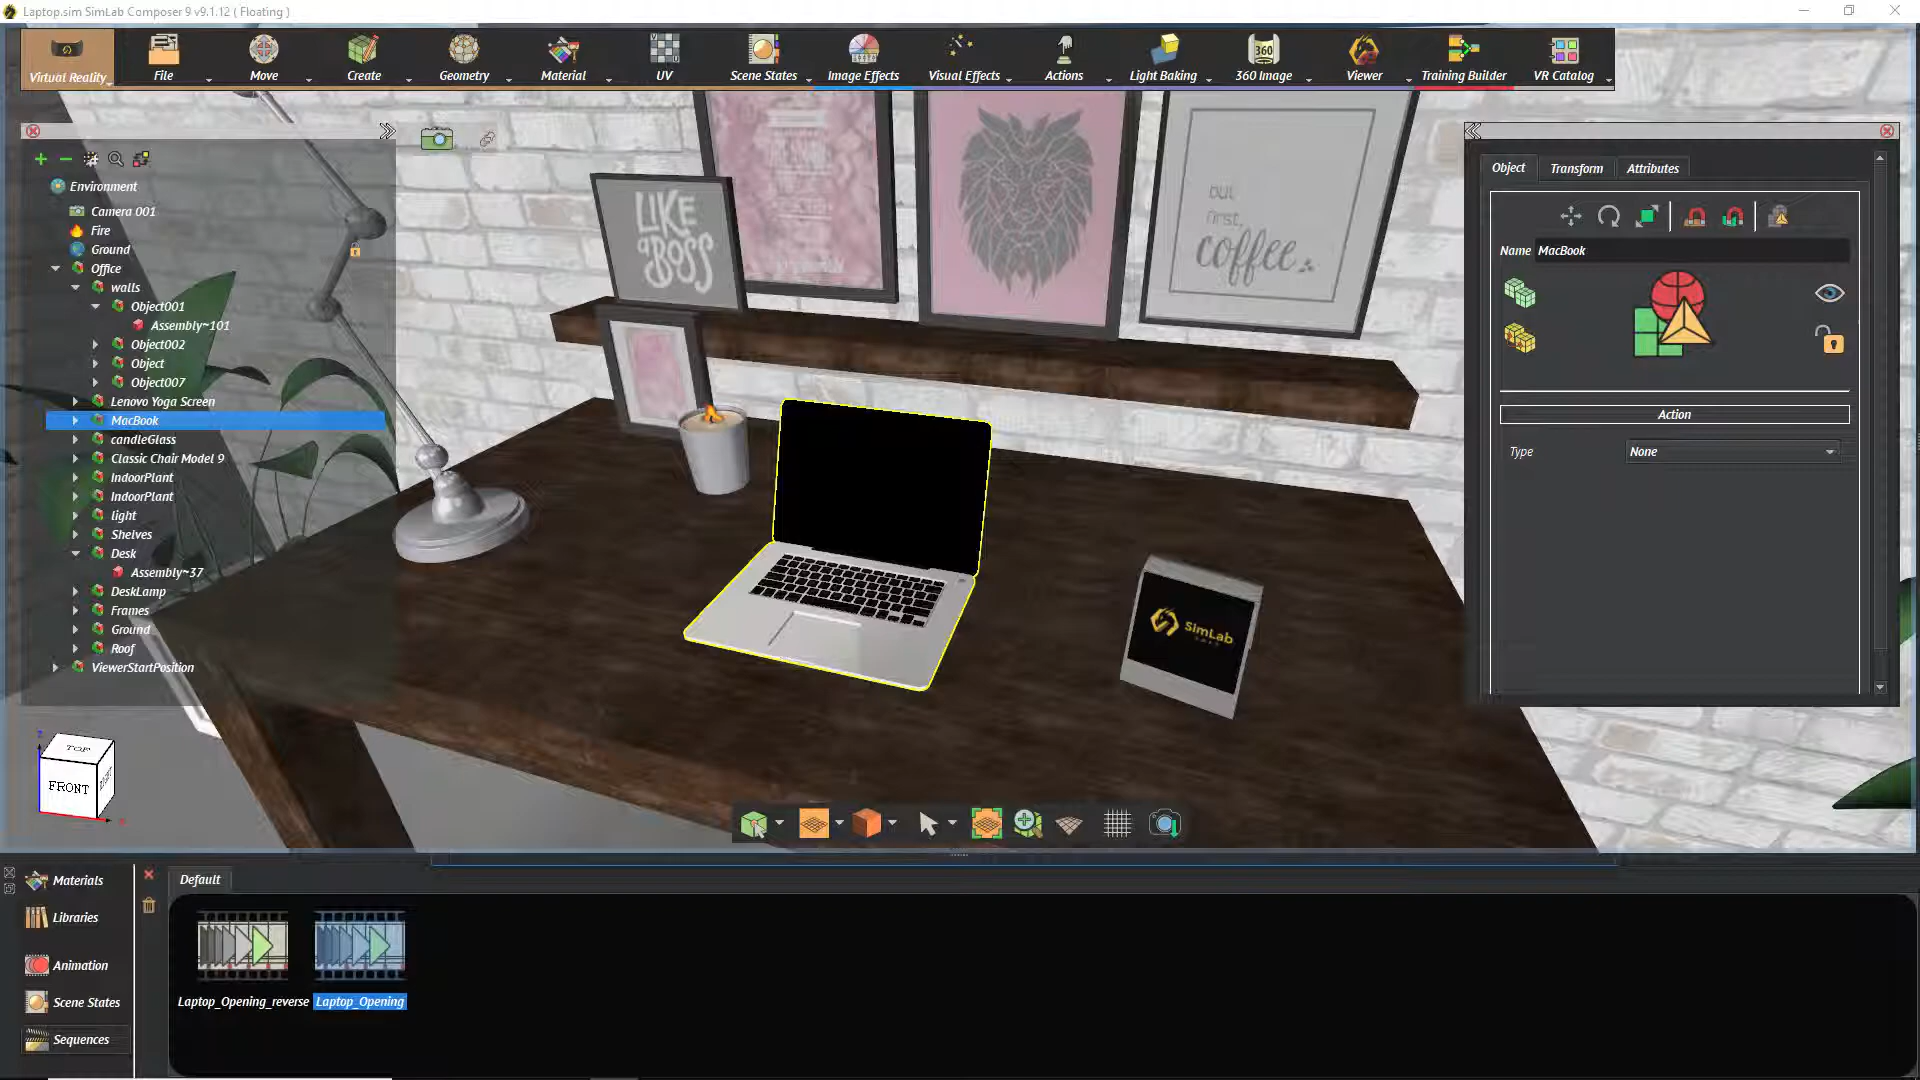 Laptop.sim SimLab Composer 9 v9.1.12 ( Floating )
Virtual Reality
File
Move
Create
Geometry
Material
UV
Scene States
Image Effects
Visual Effects
Actions
Light Baking
360 Image
Viewer
Training Builder
VR Catalog
360
Environment
Camera 001
Fire
Ground
Office
walls
Object001
Assembly~101
Object002
Object
Object007
Lenovo Yoga Screen
MacBook
candleGlass
Classic Chair Model 9
IndoorPlant
IndoorPlant
light
Shelves
Desk
Assembly~37
DeskLamp
Frames
Ground
Roof
ViewerStartPosition
LIKE
a BOSS
but
first,
coffee
SimLab
TOP
FRONT
Object
Transform
Attributes
Name
MacBook
Action
Type
None
Materials
Libraries
Animation
Scene States
Sequences
Default
Laptop_Opening_reverse
Laptop_Opening